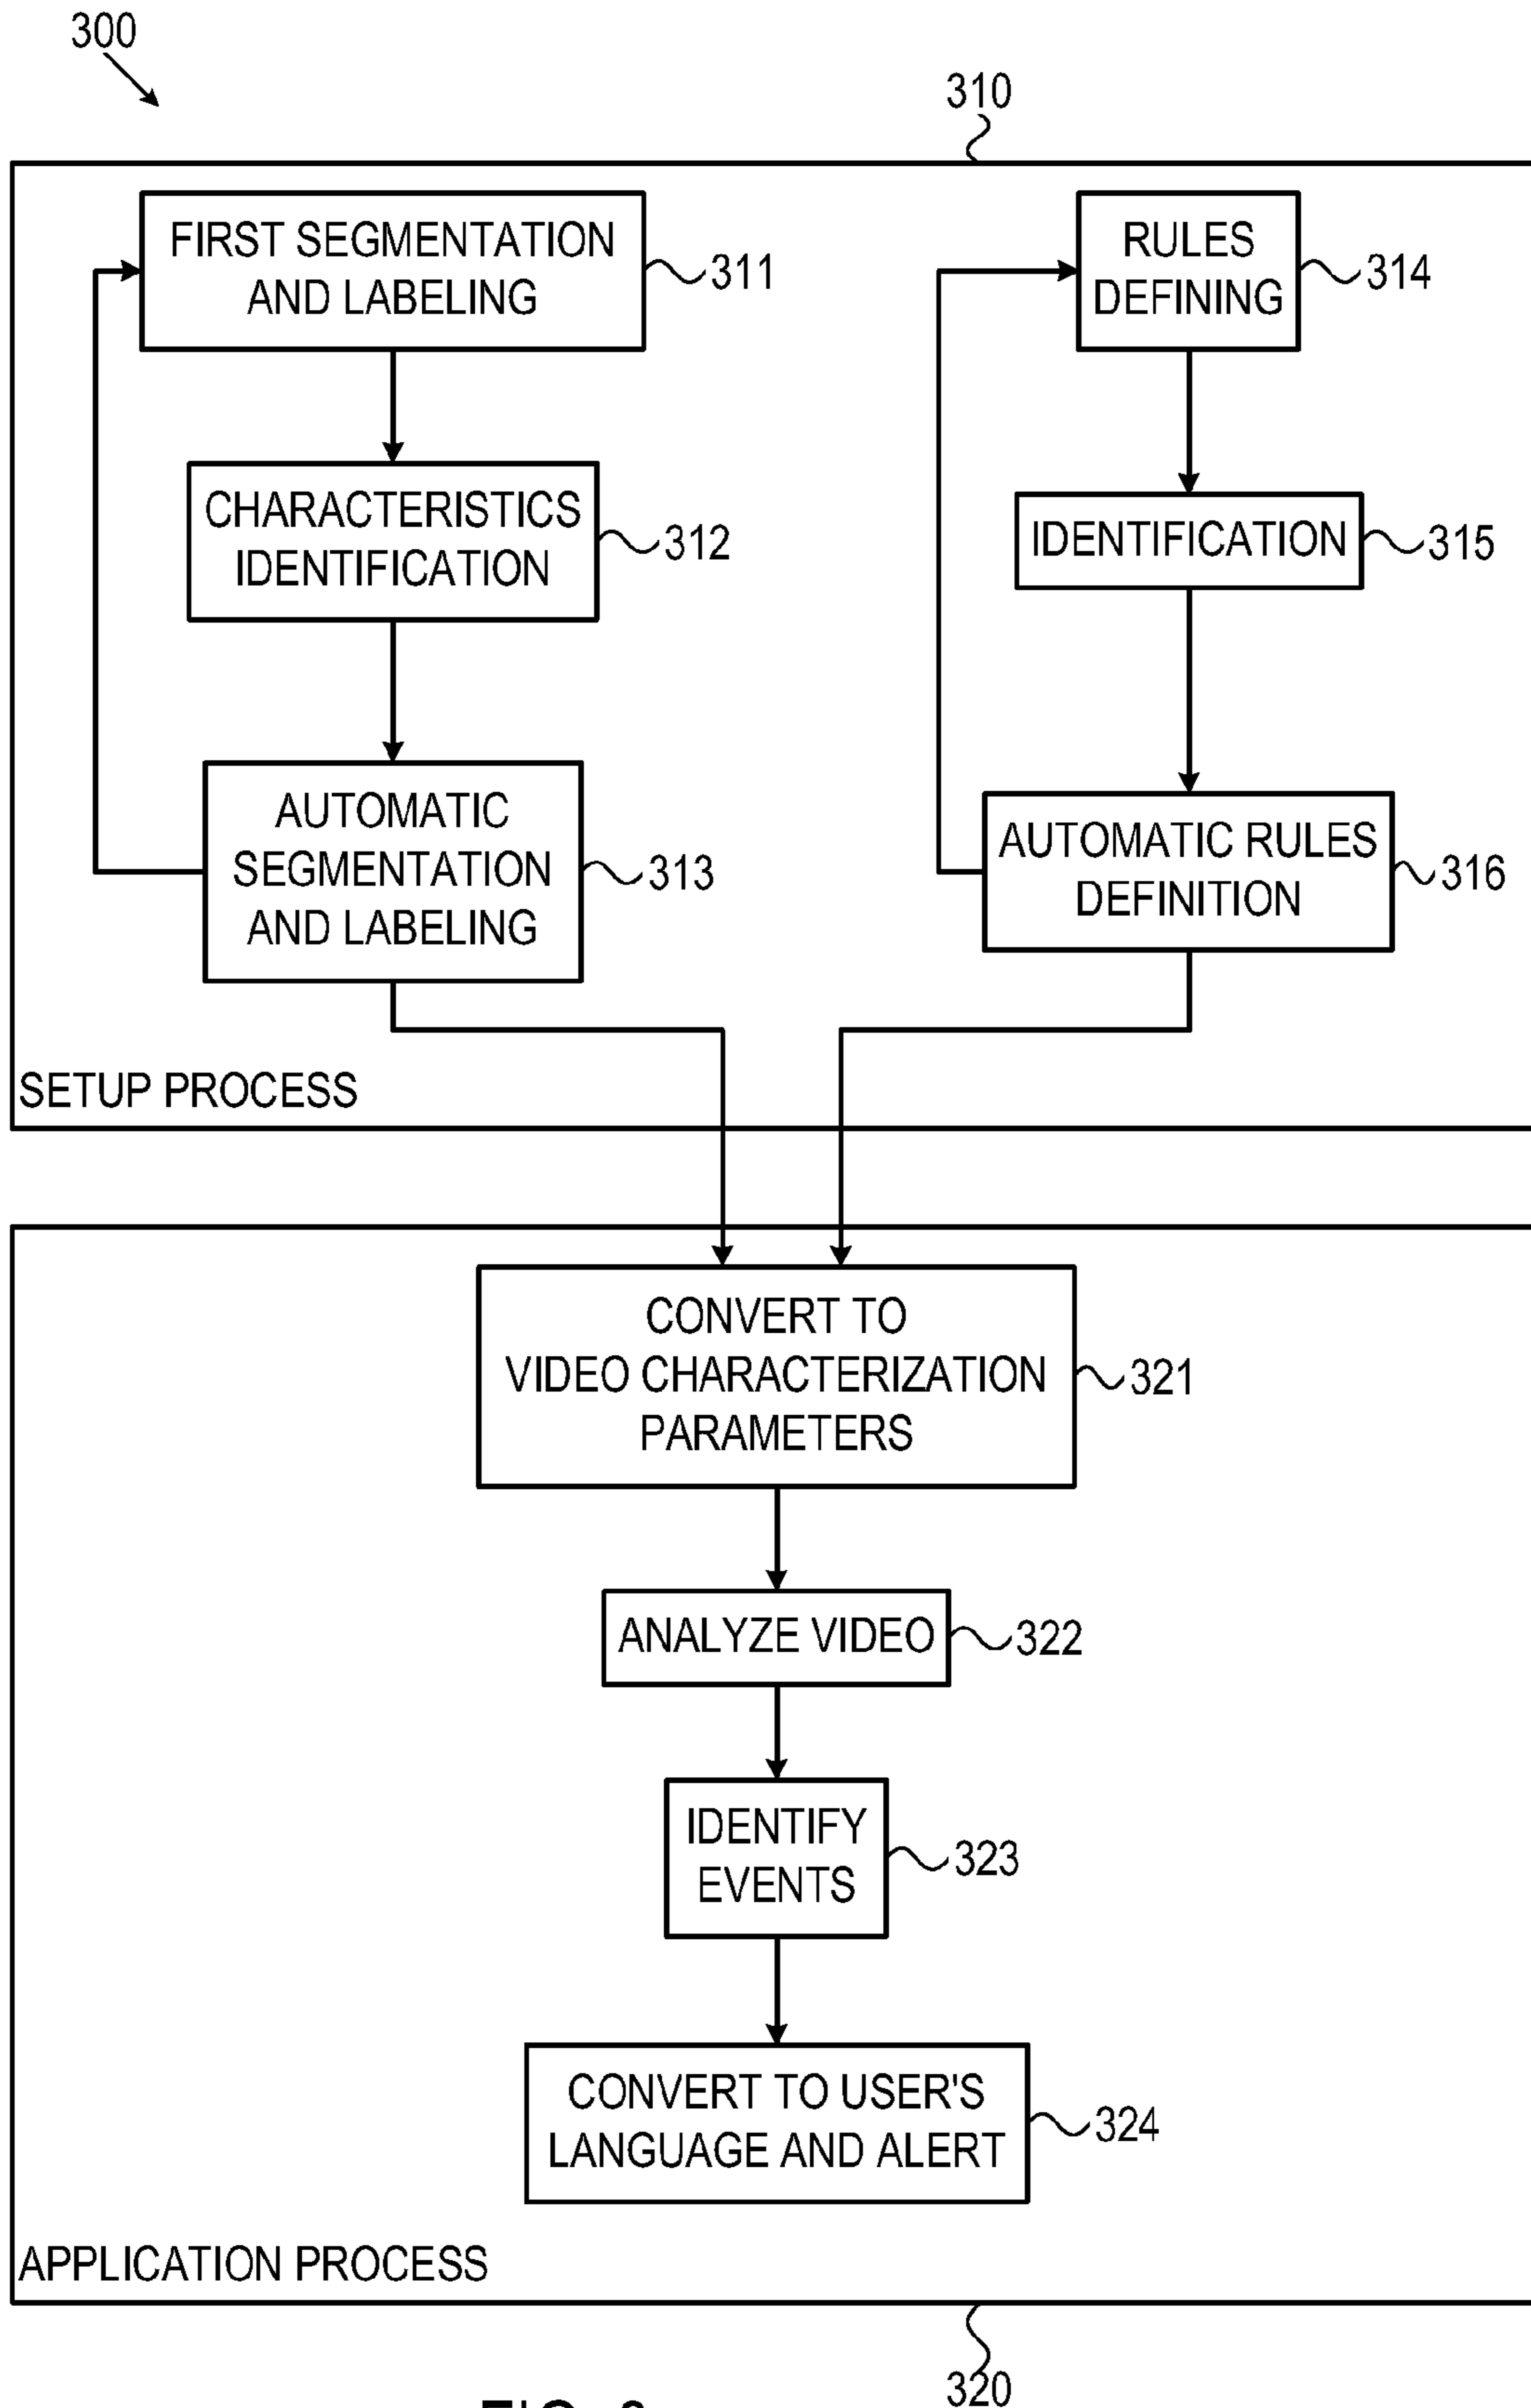 300
310
FIRST SEGMENTATION
AND LABELING
311
RULES
DEFINING
314
CHARACTERISTICS
IDENTIFICATION
312
IDENTIFICATION
315
AUTOMATIC
SEGMENTATION
AND LABELING
313
AUTOMATIC RULES
DEFINITION
316
SETUP PROCESS
CONVERT TO
VIDEO CHARACTERIZATION
PARAMETERS
321
ANALYZE VIDEO
322
IDENTIFY
EVENTS
323
CONVERT TO USER'S
LANGUAGE AND ALERT
324
APPLICATION PROCESS
320